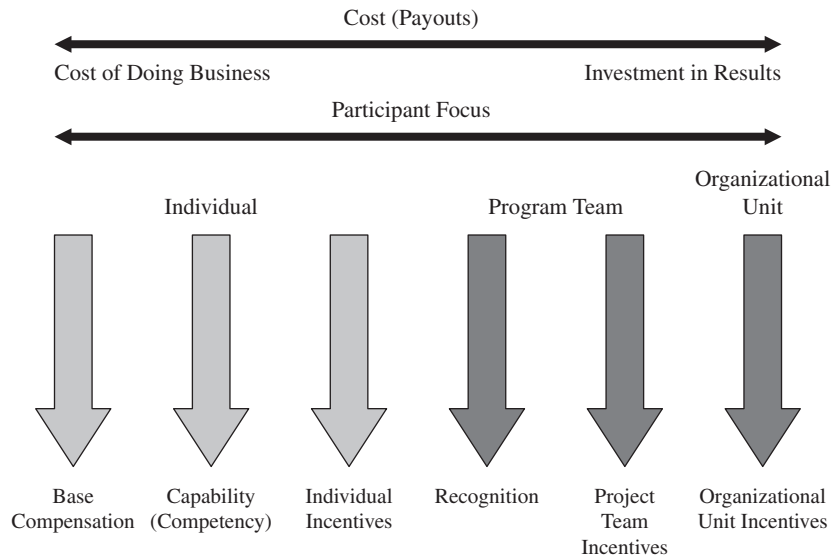 Cost (Payouts)
Cost of Doing Business
Investment in Results
Participant Focus
Individual
Program Team
Organizational
Unit
Base
Compensation
Capability
(Competency)
Individual
Incentives
Recognition
Project
Team
Incentives
Organizational
Unit Incentives